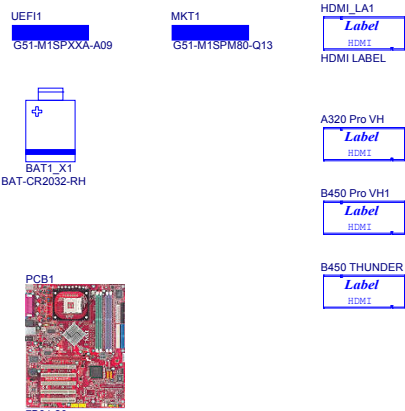 UEFI1
G51-M1SPXXA-A09
MKT1
G51-M1SPM80-Q13
HDMI_LA1
Label
HDMI
HDMI LABEL
BAT1_X1
BAT-CR2032-RH
A320 Pro VH
Label
HDMI
B450 Pro VH1
Label
HDMI
B450 THUNDER
Label
HDMI
PCB1